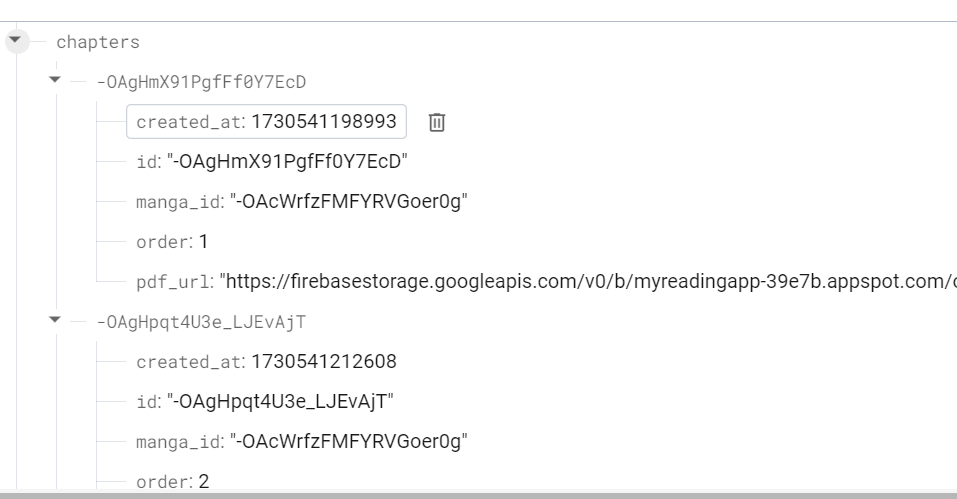 chapters
-OAgHmX91PgfFf0Y7EcD
created_at: 1730541198993
id: "-OAgHmX91PgfFf0Y7EcD"
manga_id: "-OAcWrfzFMFYRVGoer0g"
order: 1
pdf_url: "https://firebasestorage.googleapis.com/v0/b/myreadingapp-39e7b.appspot.com/
-OAgHpqt4U3e_LJEvAjT
created_at: 1730541212608
id: "-OAgHpqt4U3e_LJEvAjT"
manga_id: "-OAcWrfzFMFYRVGoer0g"
order: 2